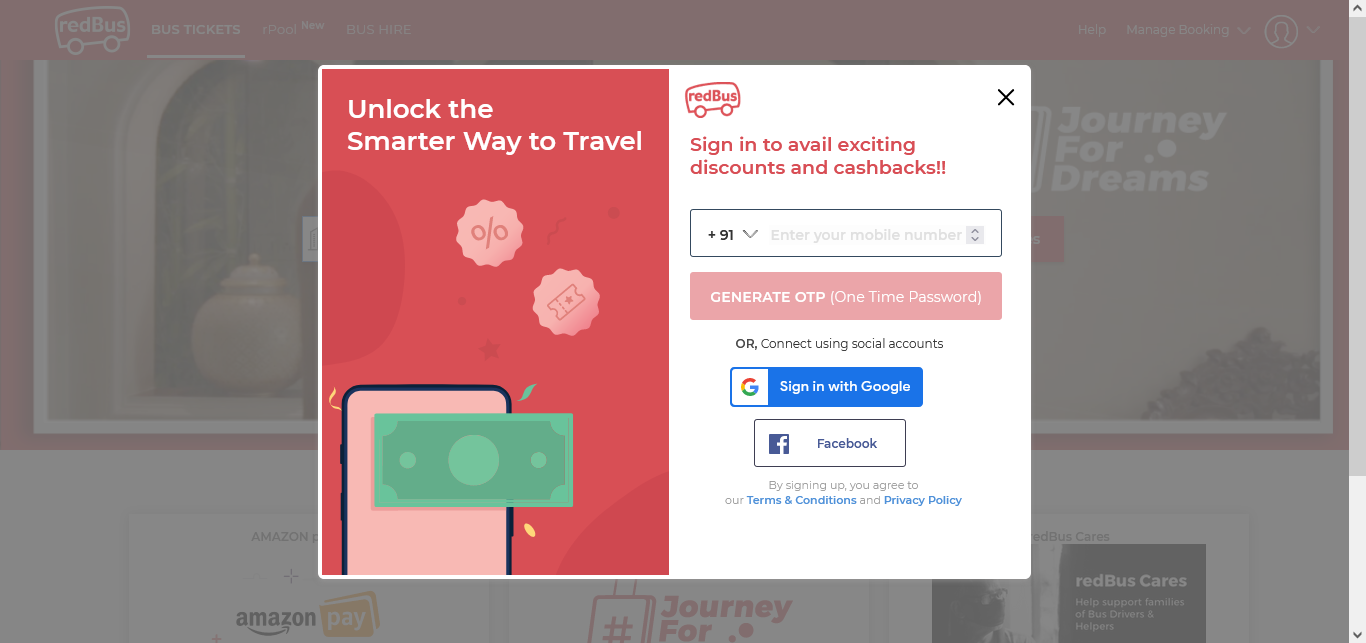 redBus
BUS TICKETS
rPool New
BUS HIRE
Help
Manage Booking
Unlock the
Smarter Way to Travel
%
redBus
Sign in to avail exciting
discounts and cashbacks!!
+ 91
Enter your mobile number
GENERATE OTP (One Time Password)
OR, Connect using social accounts
G
Sign in with Google
f
Facebook
By signing up, you agree to
our Terms & Conditions and Privacy Policy
Journey
For
Dreams
AMAZON p
amazon pay
#
Journey
For
redBus Cares
redBus Cares
Help support families
of Bus Drivers &
Helpers